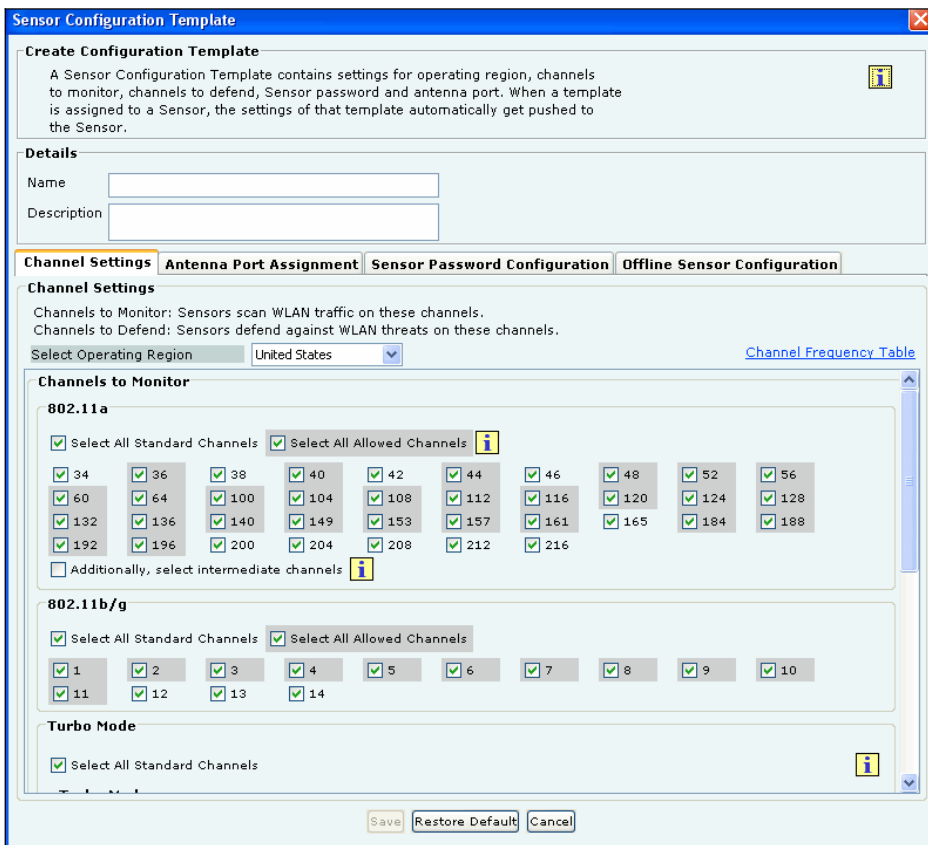 Sensor Configuration Template
Create Configuration Template
A Sensor Configuration Template contains settings for operating region, channels
to monitor, channels to defend, Sensor password and antenna port. When a template
is assigned to a Sensor, the settings of that template automatically get pushed to
the Sensor.
Details
Name
Description
Channel Settings Antenna Port Assignment Sensor Password Configuration Offline Sensor Configuration
Channel Settings
Channels to Monitor: Sensors scan WLAN traffic on these channels.
Channels to Defend: Sensors defend against WLAN threats on these channels.
Select Operating Region United States Channel Frequency Table
Channels to Monitor
802.11a
Select All Standard Channels Select All Allowed Channels
34 36 38 40 42 44 46 48 52 56
60 64 100 104 108 112 116 120 124 128
132 136 140 149 153 157 161 165 184 188
192 196 200 204 208 212 216
Additionally, select intermediate channels
802.11b/g
Select All Standard Channels Select All Allowed Channels
1 2 3 4 5 6 7 8 9 10
11 12 13 14
Turbo Mode
Select All Standard Channels
Save Restore Default Cancel